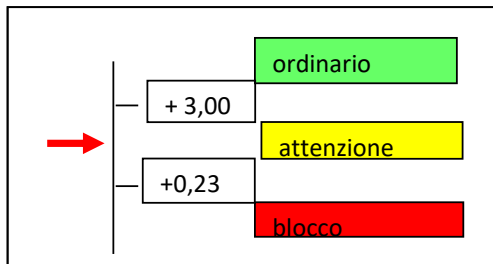 ordinario
+ 3,00
attenzione
+0,23
blocco